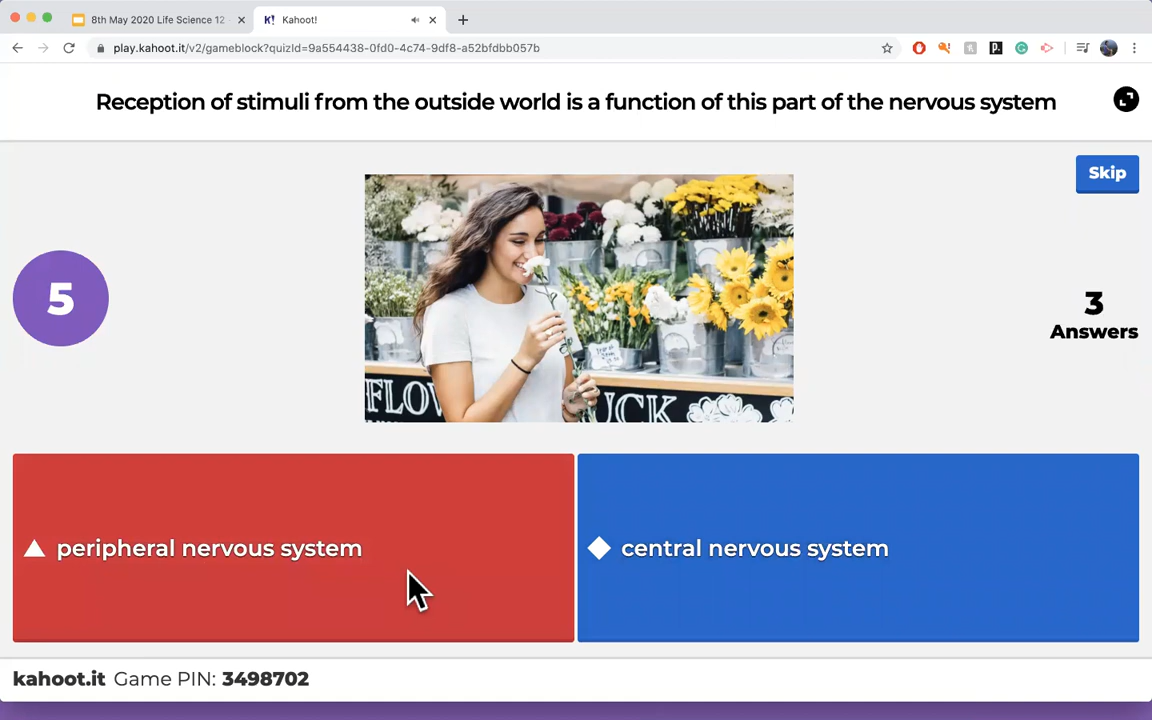 8th May 2020 Life Science 12
K! Kahoot!
play.kahoot.it/v2/gameblock?quizId=9a554438-0fd0-4c74-9df8-a52bfdbb057b
Reception of stimuli from the outside world is a function of this part of the nervous system
Skip
5
3
Answers
FLOW
UCK
peripheral nervous system
central nervous system
kahoot.it Game PIN: 3498702